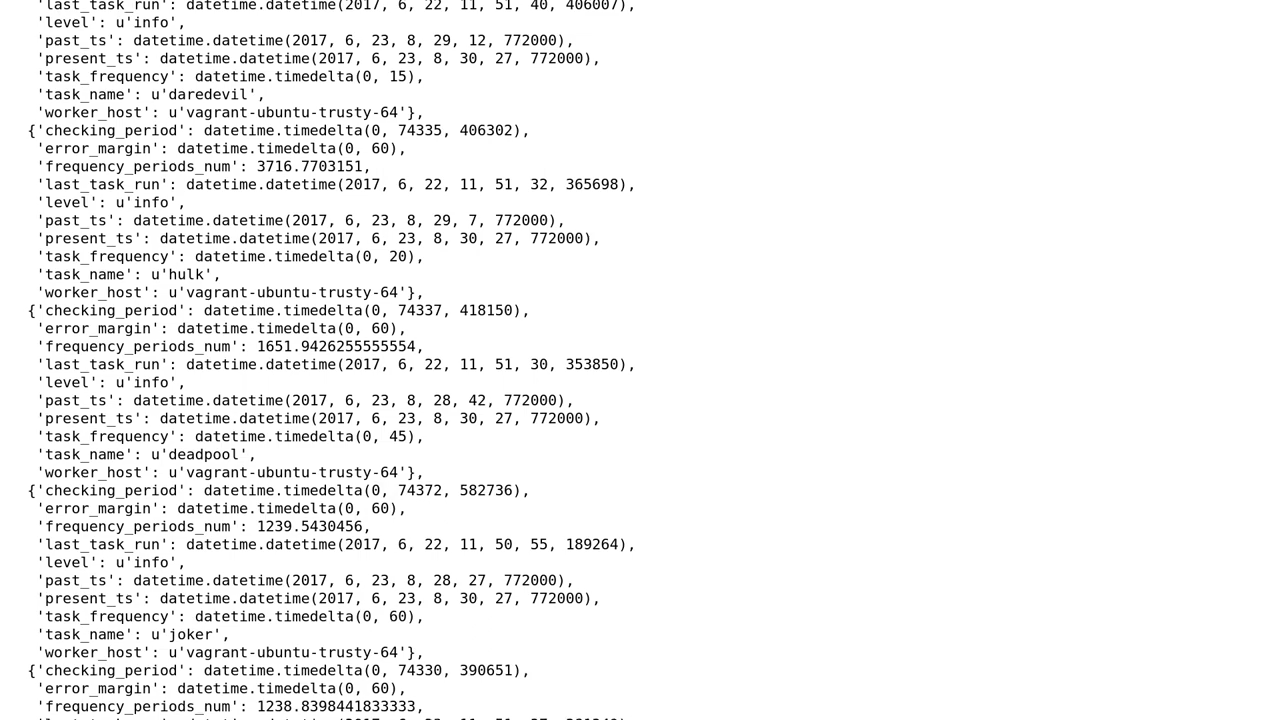 'last_task_run': datetime.datetime(2017, 6, 22, 11, 51, 40, 406007),
'level': u'info',
'past_ts': datetime.datetime(2017, 6, 23, 8, 29, 12, 772000),
'present_ts': datetime.datetime(2017, 6, 23, 8, 30, 27, 772000),
'task_frequency': datetime.timedelta(0, 15),
'task_name': u'daredevil',
'worker_host': u'vagrant-ubuntu-trusty-64'},
{'checking_period': datetime.timedelta(0, 74335, 406302),
'error_margin': datetime.timedelta(0, 60),
'frequency_periods_num': 3716.7703151,
'last_task_run': datetime.datetime(2017, 6, 22, 11, 51, 32, 365698),
'level': u'info',
'past_ts': datetime.datetime(2017, 6, 23, 8, 29, 7, 772000),
'present_ts': datetime.datetime(2017, 6, 23, 8, 30, 27, 772000),
'task_frequency': datetime.timedelta(0, 20),
'task_name': u'hulk',
'worker_host': u'vagrant-ubuntu-trusty-64'},
{'checking_period': datetime.timedelta(0, 74337, 418150),
'error_margin': datetime.timedelta(0, 60),
'frequency_periods_num': 1651.9426255555554,
'last_task_run': datetime.datetime(2017, 6, 22, 11, 51, 30, 353850),
'level': u'info',
'past_ts': datetime.datetime(2017, 6, 23, 8, 28, 42, 772000),
'present_ts': datetime.datetime(2017, 6, 23, 8, 30, 27, 772000),
'task_frequency': datetime.timedelta(0, 45),
'task_name': u'deadpool',
'worker_host': u'vagrant-ubuntu-trusty-64'},
{'checking_period': datetime.timedelta(0, 74372, 582736),
'error_margin': datetime.timedelta(0, 60),
'frequency_periods_num': 1239.5430456,
'last_task_run': datetime.datetime(2017, 6, 22, 11, 50, 55, 189264),
'level': u'info',
'past_ts': datetime.datetime(2017, 6, 23, 8, 28, 27, 772000),
'present_ts': datetime.datetime(2017, 6, 23, 8, 30, 27, 772000),
'task_frequency': datetime.timedelta(0, 60),
'task_name': u'joker',
'worker_host': u'vagrant-ubuntu-trusty-64'},
{'checking_period': datetime.timedelta(0, 74330, 390651),
'error_margin': datetime.timedelta(0, 60),
'frequency_periods_num': 1238.8398441833333,